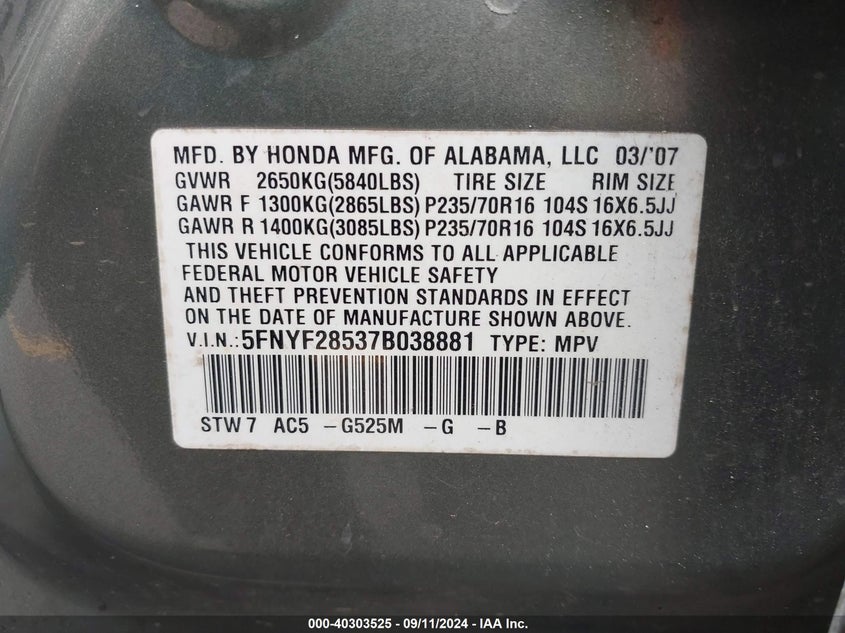 MFD. BY HONDA MFG. OF ALABAMA, LLC 03/'07
GVWR 2650KG(5840LBS) TIRE SIZE RIM SIZE
GAWR F 1300KG(2865LBS) P235/70R16 104S 16X6.5JJ
GAWR R 1400KG(3085LBS) P235/70R16 104S 16X6.5JJ
THIS VEHICLE CONFORMS TO ALL APPLICABLE
FEDERAL MOTOR VEHICLE SAFETY
AND THEFT PREVENTION STANDARDS IN EFFECT
ON THE DATE OF MANUFACTURE SHOWN ABOVE.
V.I.N.: 5FNYF28537B038881 TYPE: MPV
STW7 AC5 -G525M -G -B
000-40303525 - 09/11/2024 - IAA Inc.